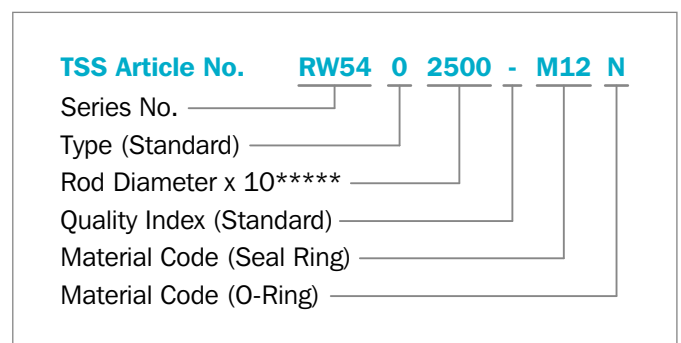 TSS Article No. RW54 0 2500 - M12 N
Series No.
Type (Standard)
Rod Diameter x 10*****
Quality Index (Standard)
Material Code (Seal Ring)
Material Code (O-Ring)